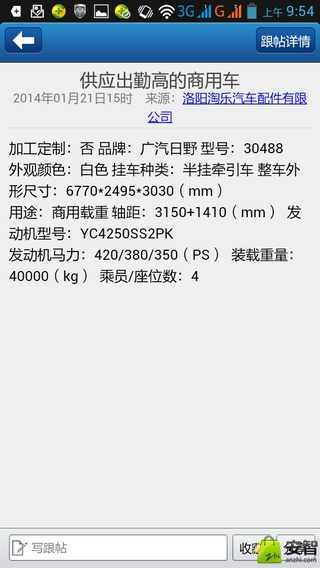 3G G 上午 9:54
跟帖详情
供应出勤高的商用车
2014年01月21日15时 来源：洛阳淘乐汽车配件有限
公司
加工定制：否 品牌：广汽日野 型号：30488
外观颜色：白色 挂车种类：半挂牵引车 整车外
形尺寸：6770*2495*3030（mm）
用途：商用载重 轴距：3150+1410（mm） 发
动机型号：YC4250SS2PK
发动机马力：420/380/350（PS） 装载重量：
40000（kg） 乘员/座位数：4
写跟帖
安智
anzhi.com